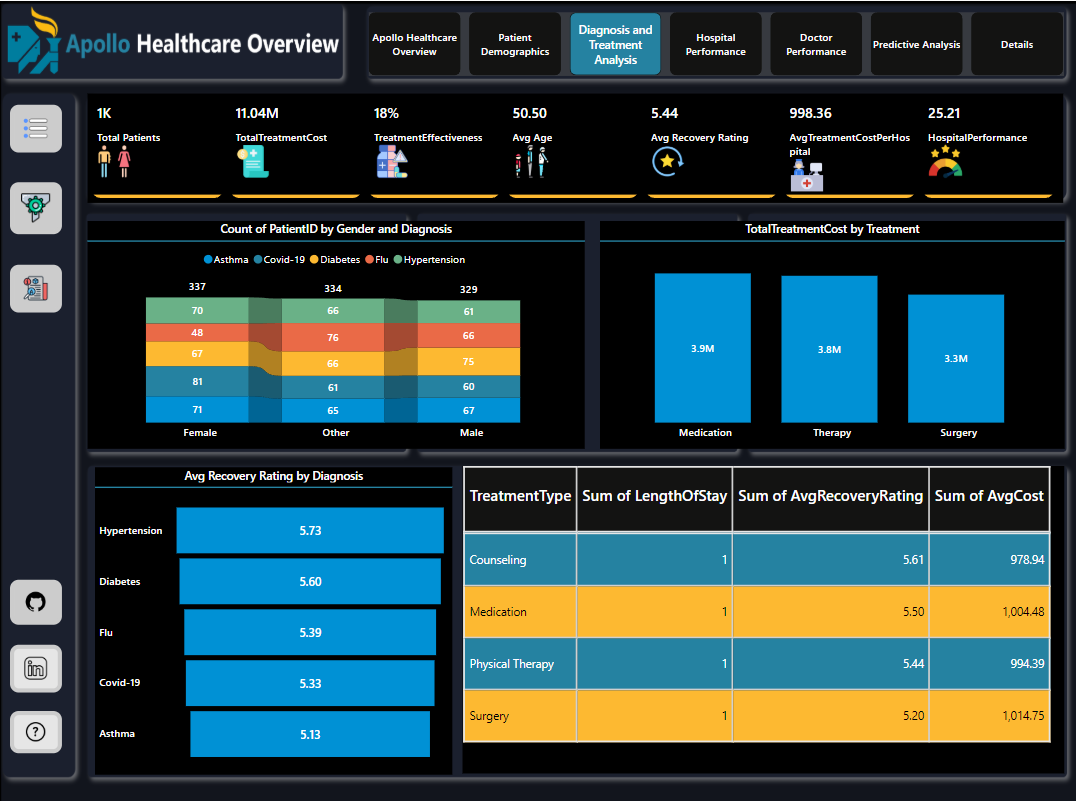 Apollo Healthcare Overview
Apollo Healthcare
Overview
Patient
Demographics
Diagnosis and
Treatment
Analysis
Hospital
Performance
Doctor
Performance
Predictive Analysis
Details
1K
Total Patients
11.04M
TotalTreatmentCost
18%
TreatmentEffectiveness
50.50
Avg Age
5.44
Avg Recovery Rating
998.36
AvgTreatmentCostPerHos
pital
25.21
HospitalPerformance
Count of PatientID by Gender and Diagnosis
Asthma Covid-19 Diabetes Flu Hypertension
337 334 329
70 66 61
48 76 66
67 66 75
81 61 60
71 65 67
Female Other Male
TotalTreatmentCost by Treatment
3.9M 3.8M 3.3M
Medication Therapy Surgery
Avg Recovery Rating by Diagnosis
Hypertension 5.73
Diabetes 5.60
Flu 5.39
Covid-19 5.33
Asthma 5.13
TreatmentType Sum of LengthOfStay Sum of AvgRecoveryRating Sum of AvgCost
Counseling 1 5.61 978.94
Medication 1 5.50 1,004.48
Physical Therapy 1 5.44 994.39
Surgery 1 5.20 1,014.75
in
?